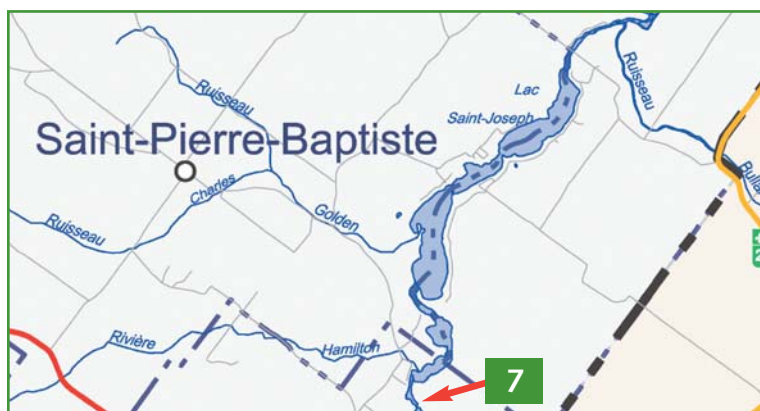 Lac
Ruisseau
Ruisseau
Saint-Joseph
Saint-Pierre-Baptiste
Charles
Golden
Ruisseau
Rivière
Hamilton
7